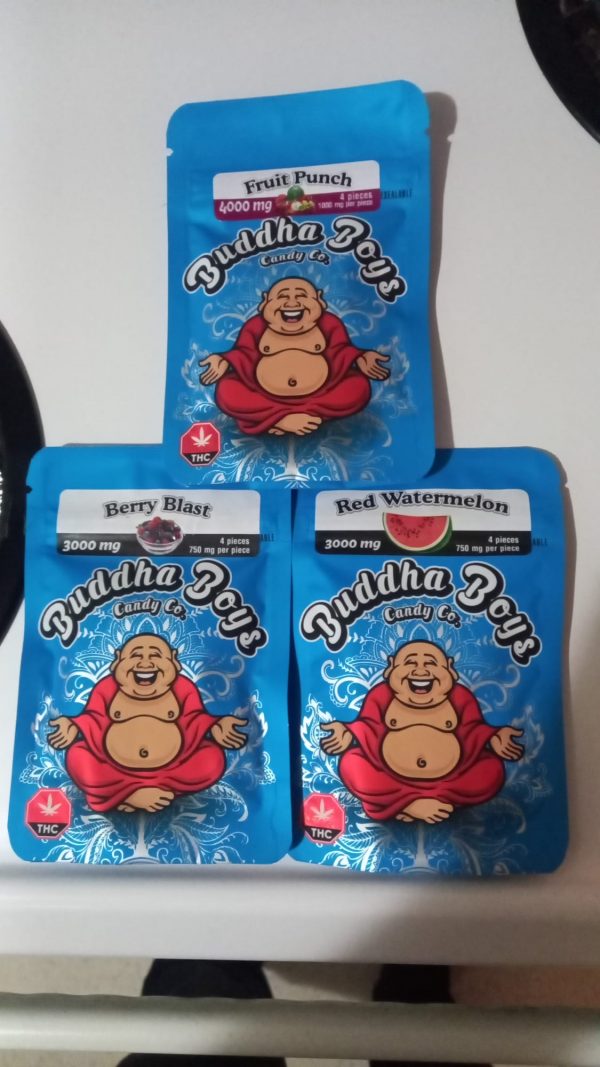 Fruit Punch
4000 mg
4 pieces
1000 mg per piece
Buddha Boys
Candy Co.
THC
Berry Blast
3000 mg
4 pieces
750 mg per piece
Buddha Boys
Candy Co.
THC
Red Watermelon
3000 mg
4 pieces
750 mg per piece
Buddha Boys
Candy Co.
THC